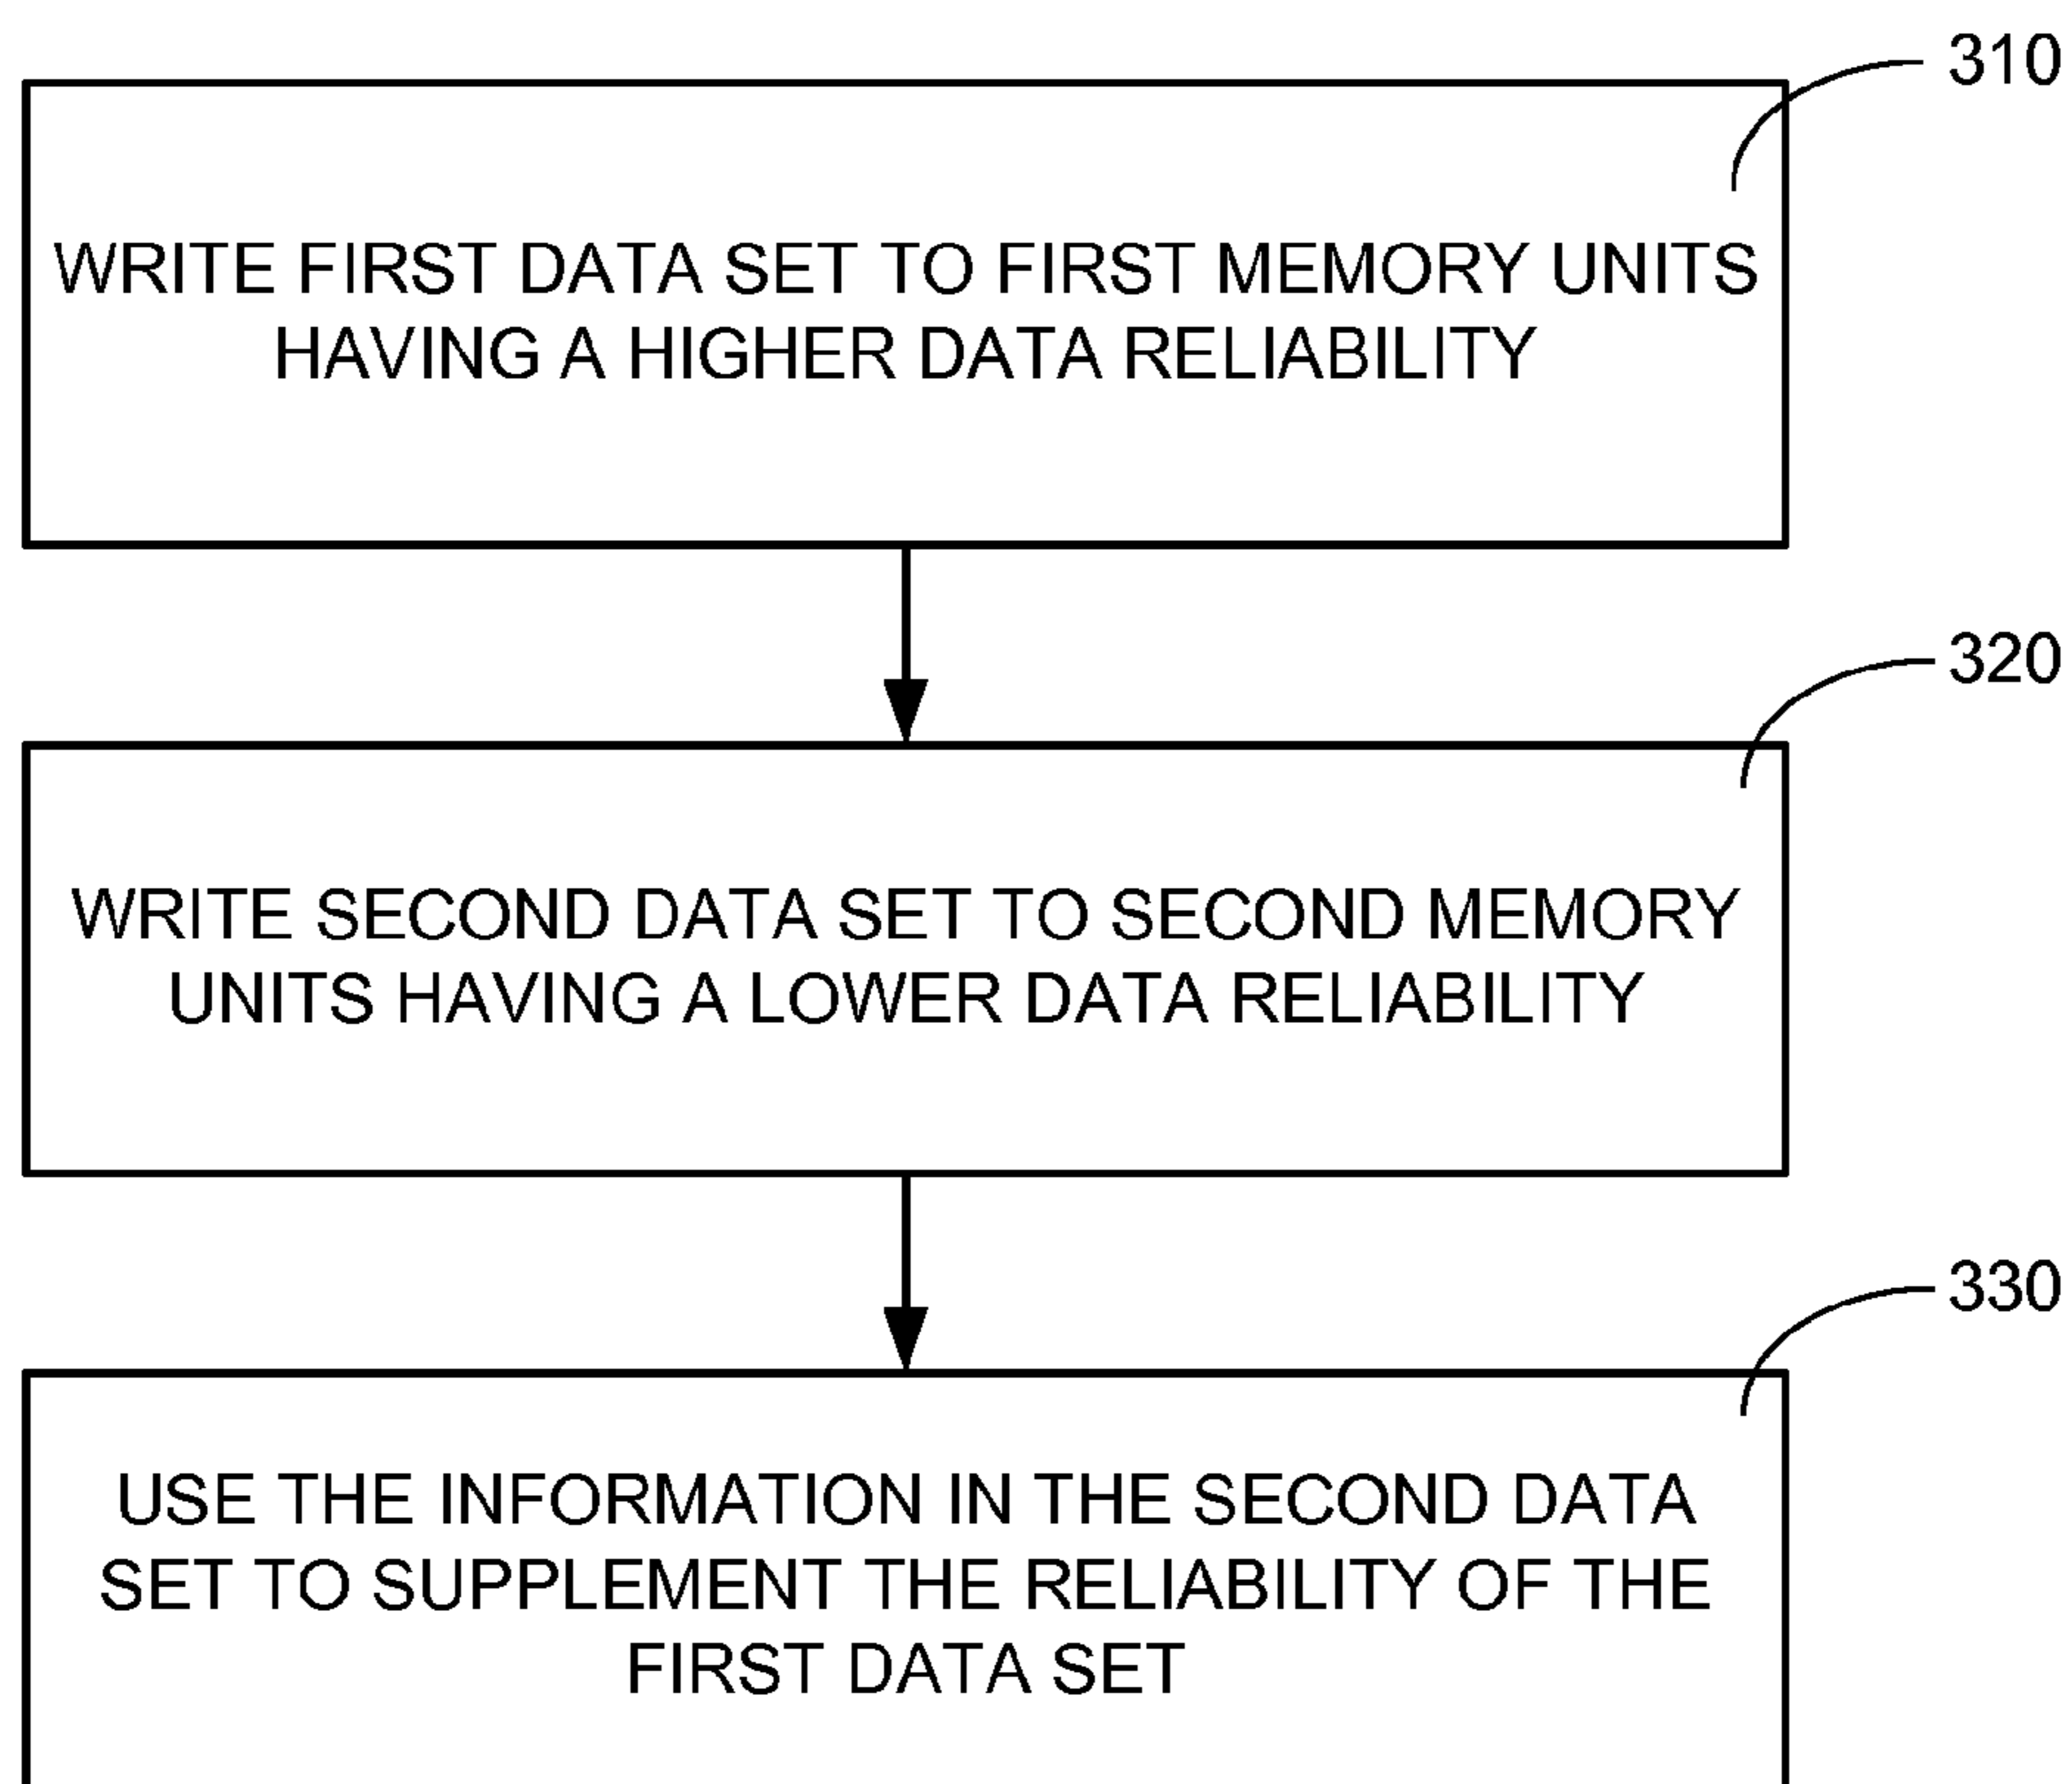 310
WRITE FIRST DATA SET TO FIRST MEMORY UNITS
HAVING A HIGHER DATA RELIABILITY
320
WRITE SECOND DATA SET TO SECOND MEMORY
UNITS HAVING A LOWER DATA RELIABILITY
330
USE THE INFORMATION IN THE SECOND DATA
SET TO SUPPLEMENT THE RELIABILITY OF THE
FIRST DATA SET